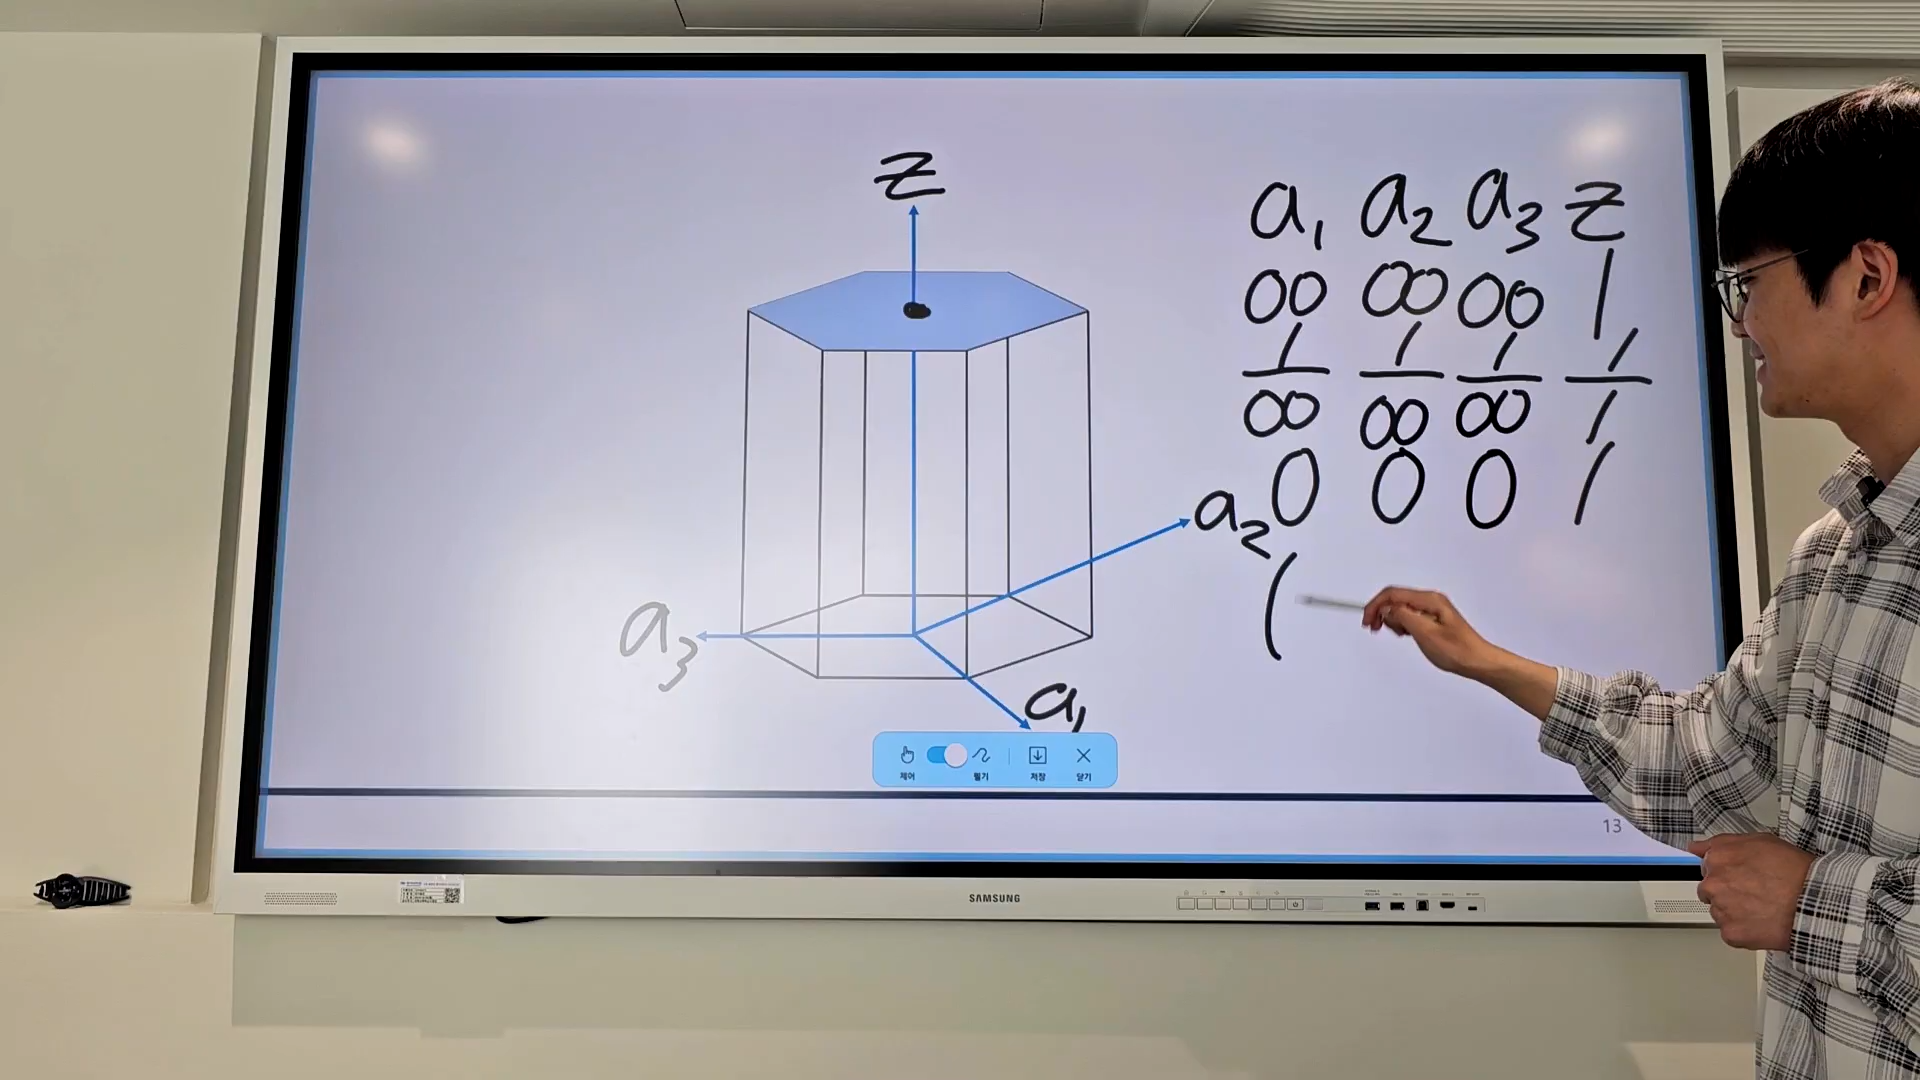 z
a₁ a₂ a₃ z
∞ ∞ ∞ 1
1/∞ 1/∞ 1/∞ 1/1
0 0 0 1
(
a₂
a₃
a₁
제어 필기 저장 닫기
13
SAMSUNG